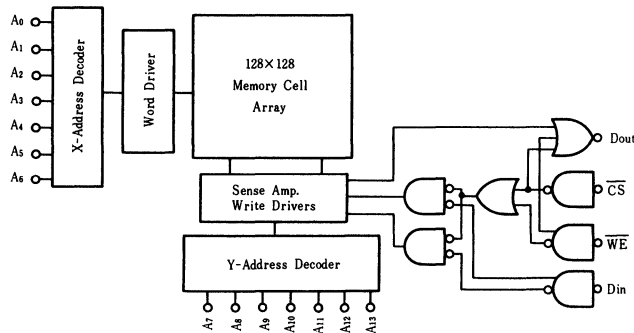 A0
A1
A2
A3
A4
A5
A6
X-Address Decoder
Word Driver
128×128
Memory Cell
Array
Sense Amp.
Write Drivers
Y-Address Decoder
A7
A8
A9
A10
A11
A12
A13
Dout
CS
WE
Din